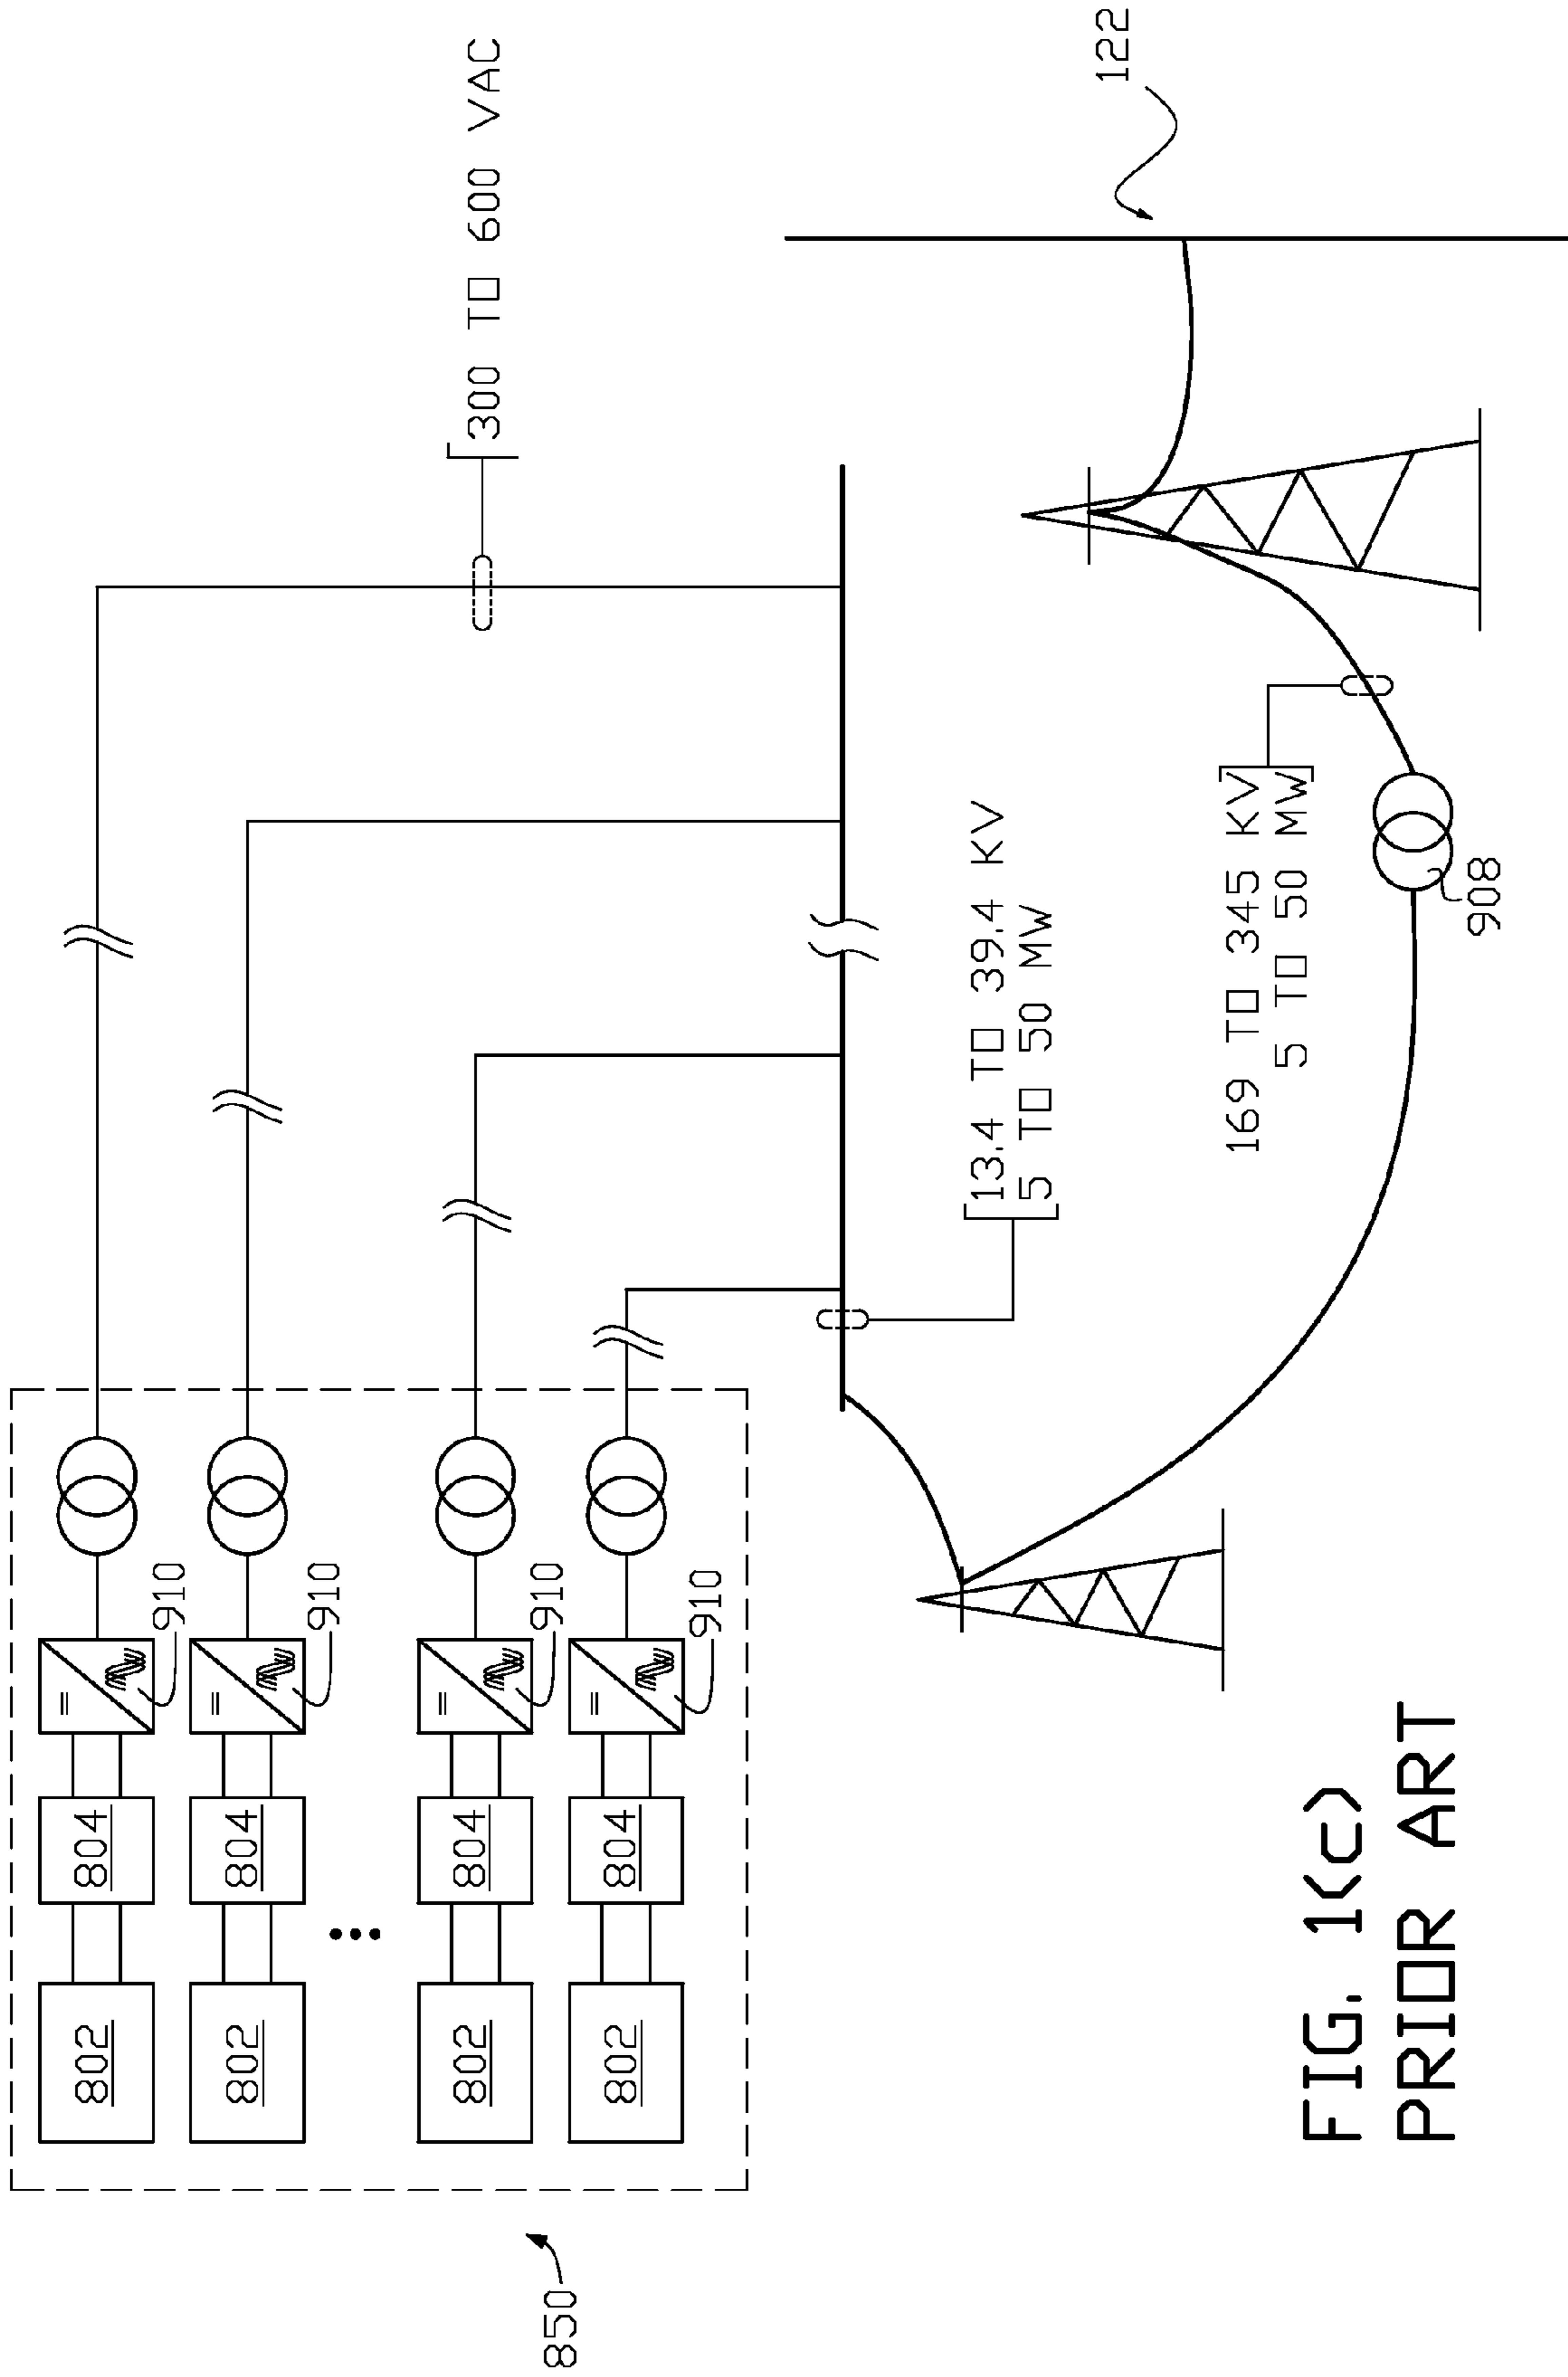 850
802
804
910
802
804
910
802
804
910
802
804
910
300 TO 600 VAC
13.4 TO 39.4 KV
5 TO 50 MW
169 TO 345 KV
5 TO 50 MW
908
122
FIG. 1(c)
PRIOR ART